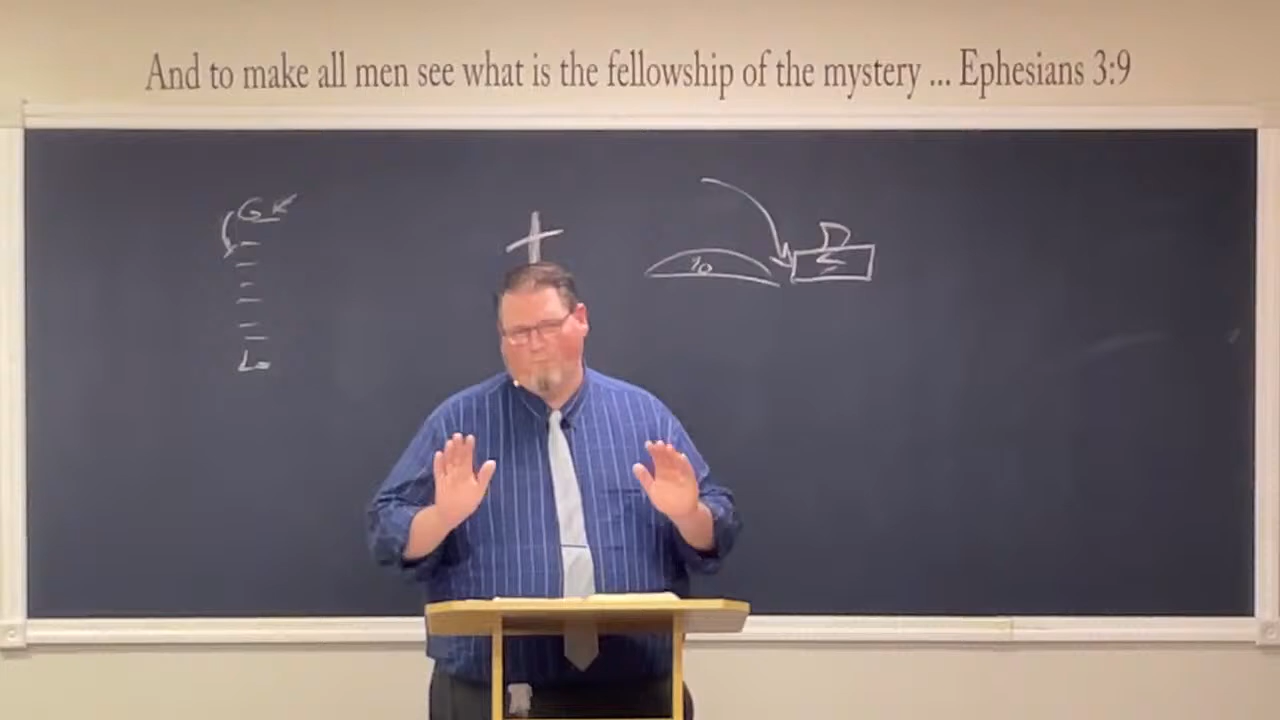 And to make all men see what is the fellowship of the mystery ... Ephesians 3:9
G
L